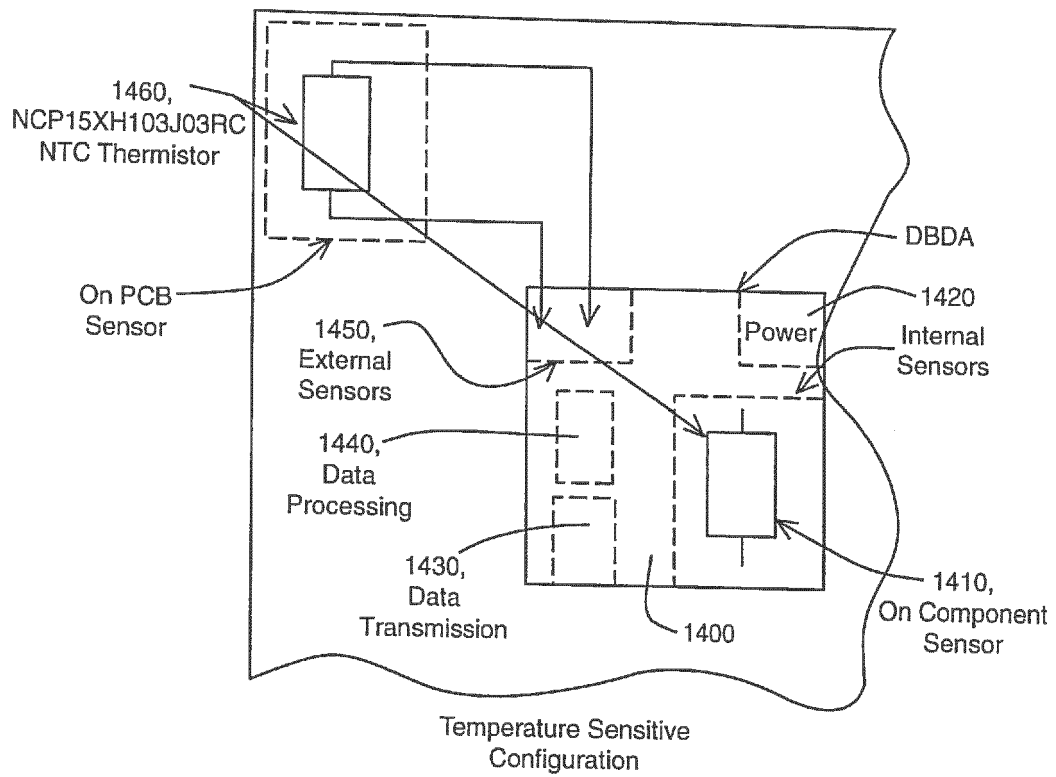 1460,
NCP15XH103J03RC
NTC Thermistor
On PCB
Sensor
DBDA
1420
Power
Internal
Sensors
1450,
External
Sensors
1440,
Data
Processing
1430,
Data
Transmission
1400
1410,
On Component
Sensor
Temperature Sensitive
Configuration